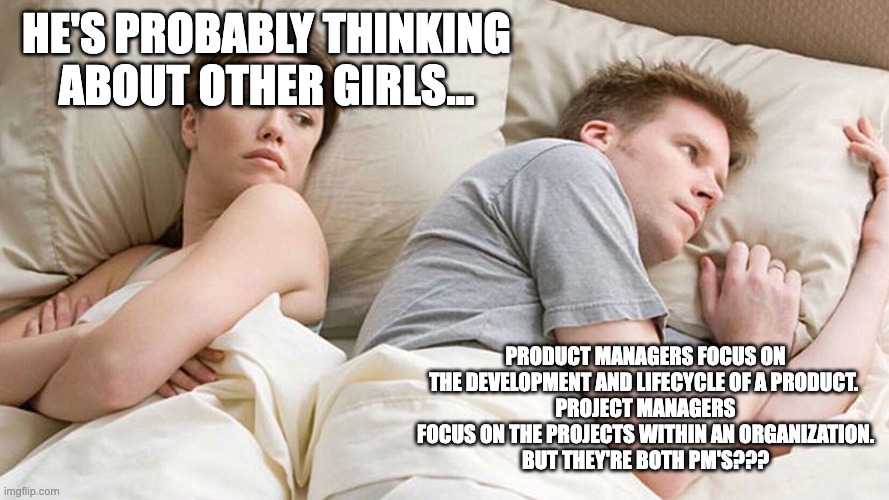 HE'S PROBABLY THINKING
ABOUT OTHER GIRLS...
PRODUCT MANAGERS FOCUS ON
THE DEVELOPMENT AND LIFECYCLE OF A PRODUCT.
PROJECT MANAGERS
FOCUS ON THE PROJECTS WITHIN AN ORGANIZATION.
BUT THEY'RE BOTH PM'S???
imgflip.com